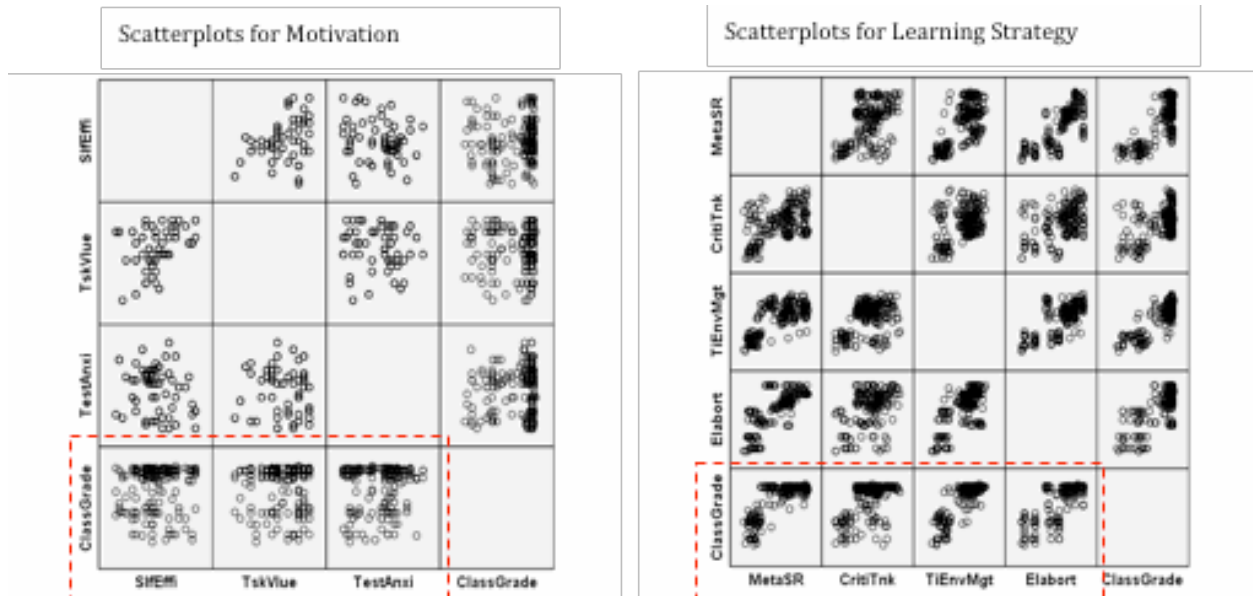 Scatterplots for Motivation
SlfEffi
TskVlue
TestAnxi
ClassGrade
SlfEffi TskVlue TestAnxi ClassGrade
Scatterplots for Learning Strategy
MetaSR
CritiTnk
TiEnvMgt
Elabort
ClassGrade
MetaSR CritiTnk TiEnvMgt Elabort ClassGrade